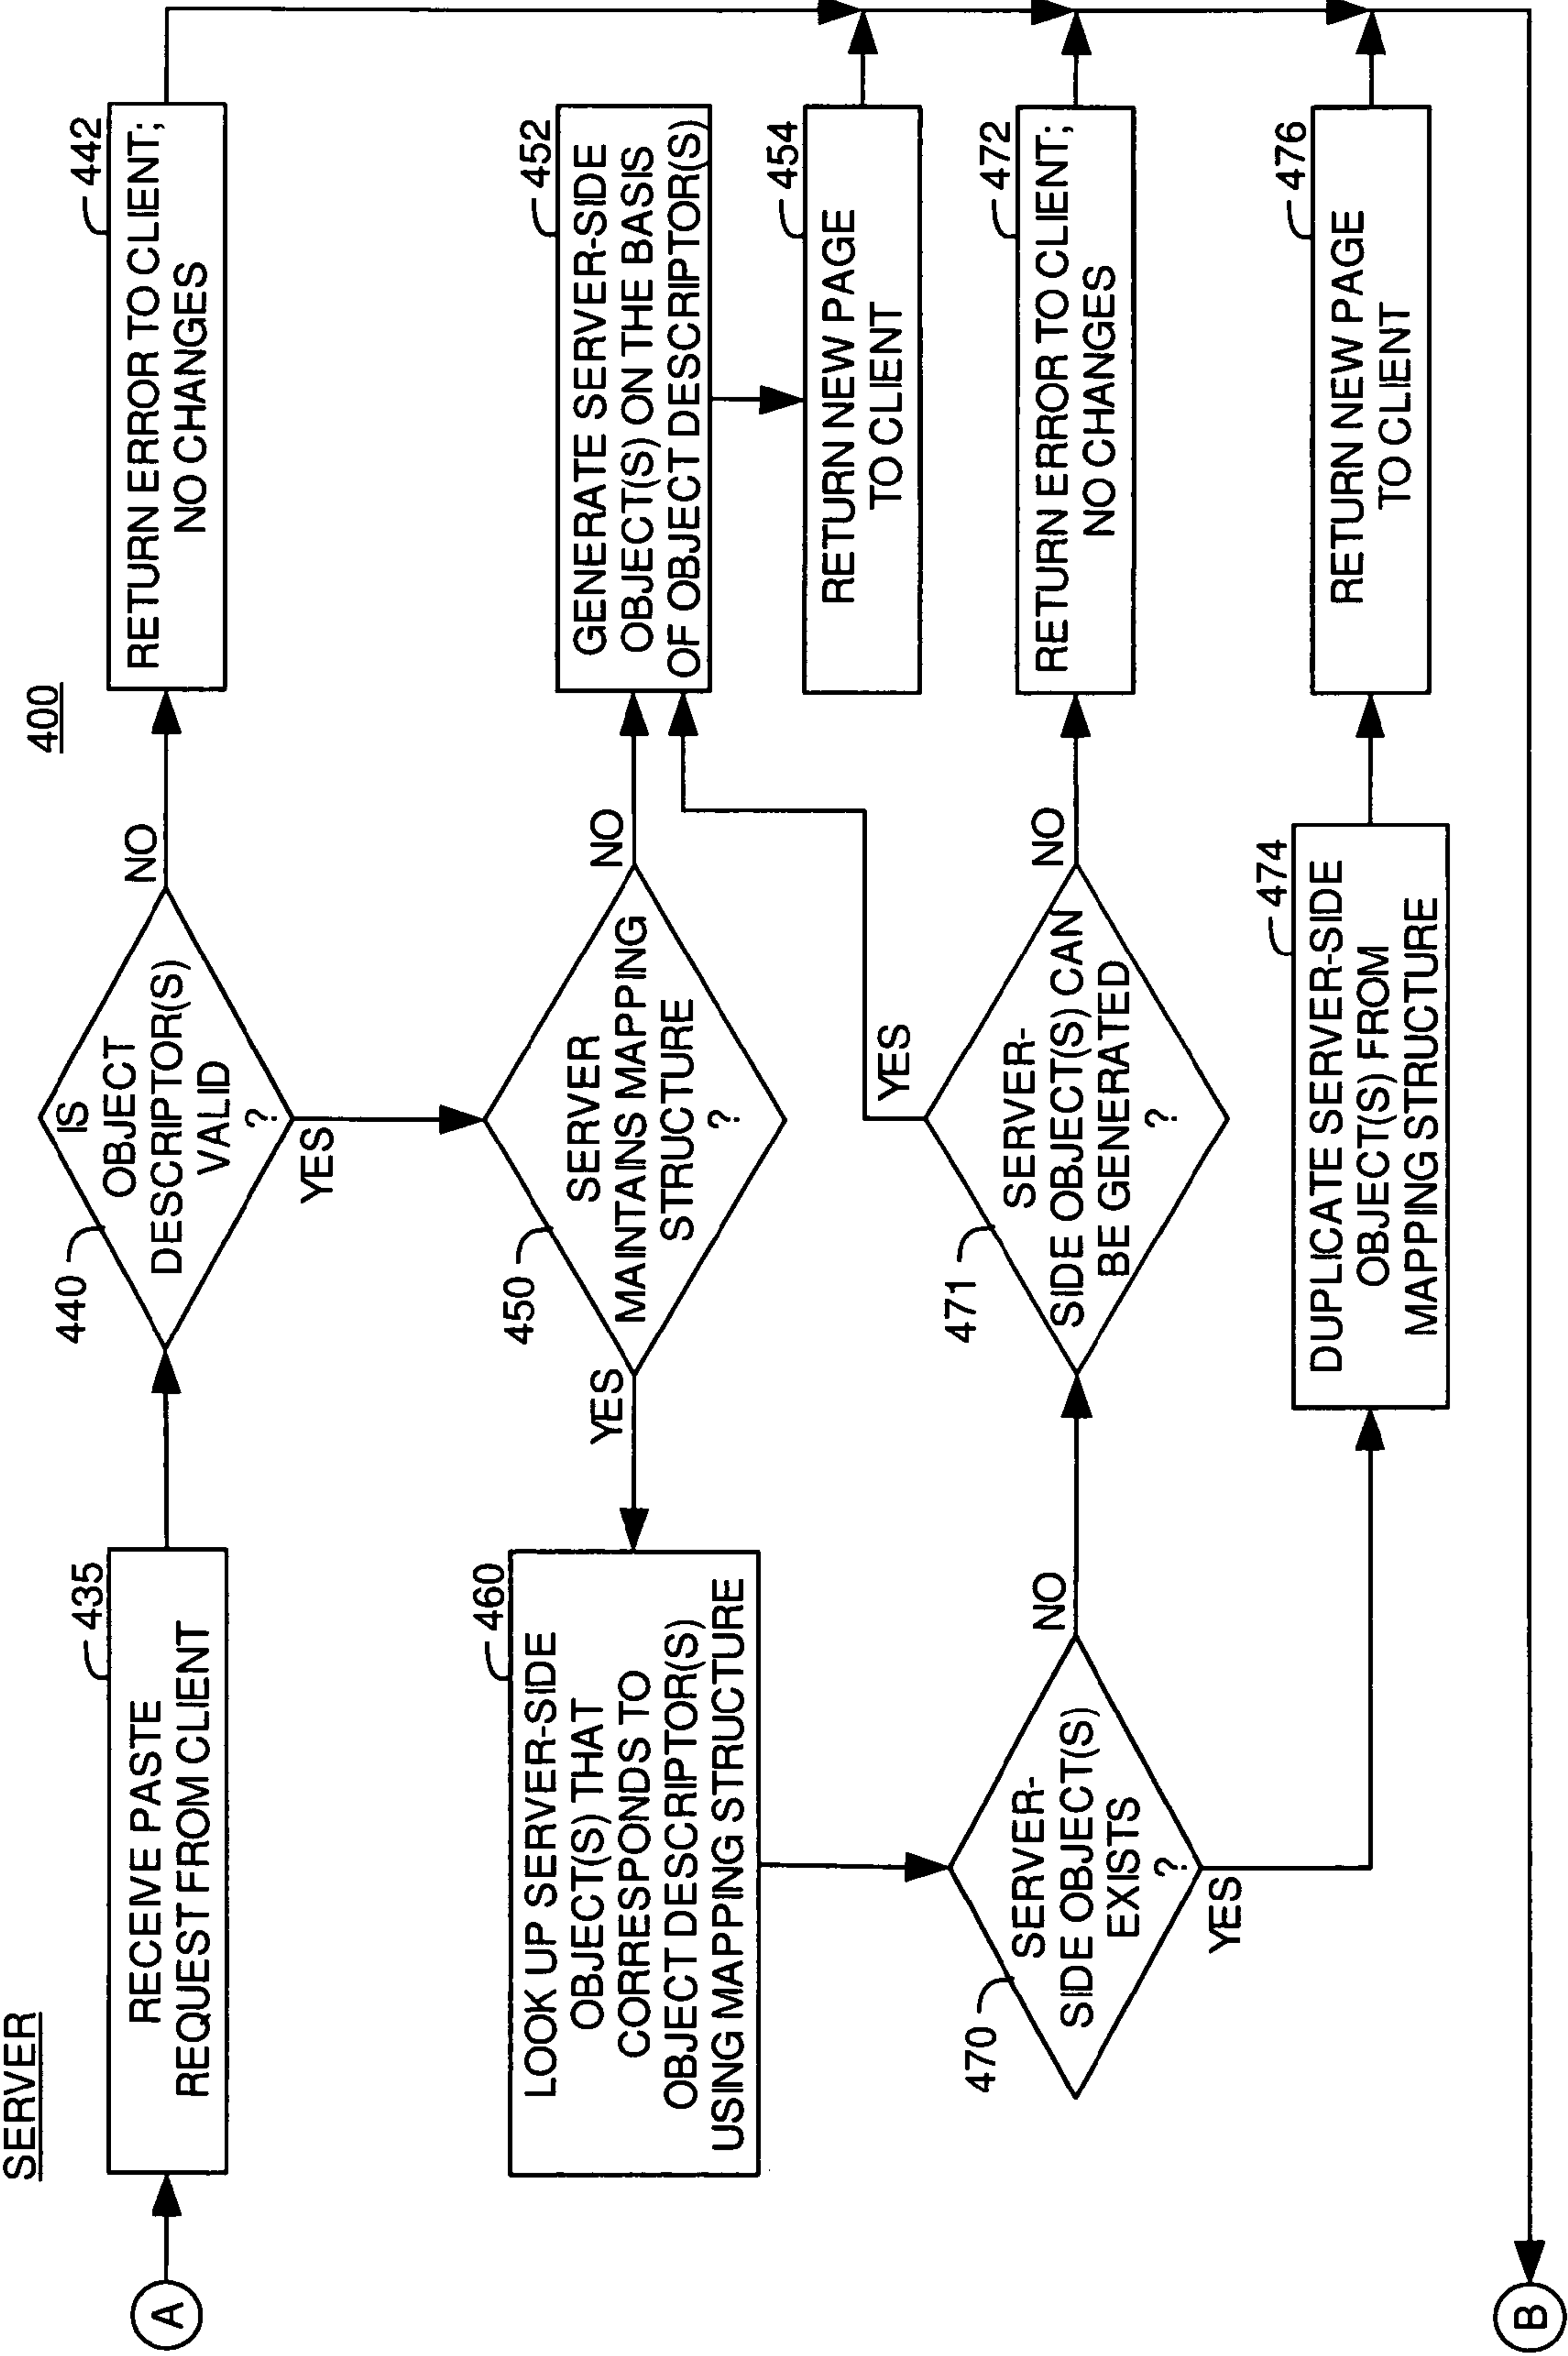 SERVER
400
A
435
RECEIVE PASTE
REQUEST FROM CLIENT
440
IS
OBJECT
DESCRIPTOR(S)
VALID
?
NO
YES
442
RETURN ERROR TO CLIENT;
NO CHANGES
460
LOOK UP SERVER-SIDE
OBJECT(S) THAT
CORRESPONDS TO
OBJECT DESCRIPTOR(S)
USING MAPPING STRUCTURE
YES
450
SERVER
MAINTAINS MAPPING
STRUCTURE
?
NO
452
GENERATE SERVER-SIDE
OBJECT(S) ON THE BASIS
OF OBJECT DESCRIPTOR(S)
454
RETURN NEW PAGE
TO CLIENT
470
SERVER-
SIDE OBJECT(S)
EXISTS
?
NO
YES
471
SERVER-
SIDE OBJECT(S) CAN
BE GENERATED
?
YES
NO
472
RETURN ERROR TO CLIENT;
NO CHANGES
474
DUPLICATE SERVER-SIDE
OBJECT(S) FROM
MAPPING STRUCTURE
476
RETURN NEW PAGE
TO CLIENT
B